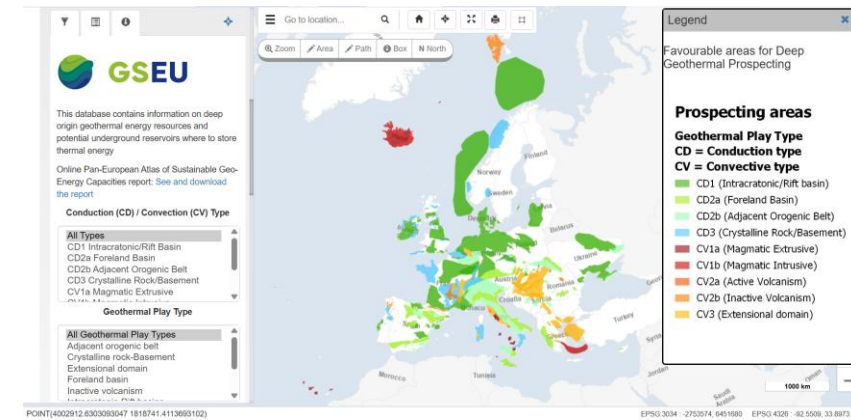 GSEU
This database contains information on deep
origin geothermal energy resources and
potential underground reservoirs where to store
thermal energy
Online Pan-European Atlas of Sustainable Geo-
Energy Capacities report: See and download
the report
Conduction (CD) / Convection (CV) Type
All Types
CD1 Intracratonic/Rift Basin
CD2a Foreland Basin
CD2b Adjacent Orogenic Belt
CD3 Crystalline Rock/Basement
CV1a Magmatic Extrusive
Geothermal Play Type
All Geothermal Play Types
Adjacent orogenic belt
Crystalline rock-Basement
Extensional domain
Foreland basin
Inactive volcanism
Go to location...
Zoom
Area
Path
Box
N North
Norway
Finland
Sweden
Belarus
Ukraine
Austria
Croatia
Romania
Turkey
Morocco
Tunisia
Jordan
Saudi
Arabia
1000 km
Legend
Favourable areas for Deep
Geothermal Prospecting
Prospecting areas
Geothermal Play Type
CD = Conduction type
CV = Convective type
CD1 (Intracratonic/Rift basin)
CD2a (Foreland Basin)
CD2b (Adjacent Orogenic Belt)
CD3 (Crystalline Rock/Basement)
CV1a (Magmatic Extrusive)
CV1b (Magmatic Intrusive)
CV2a (Active Volcanism)
CV2b (Inactive Volcanism)
CV3 (Extensional domain)
POINT(4002912.6303093047 1818741.4113693102)
EPSG:3034 -2753574, 6451680 EPSG:4326 -92.5509, 33.8973